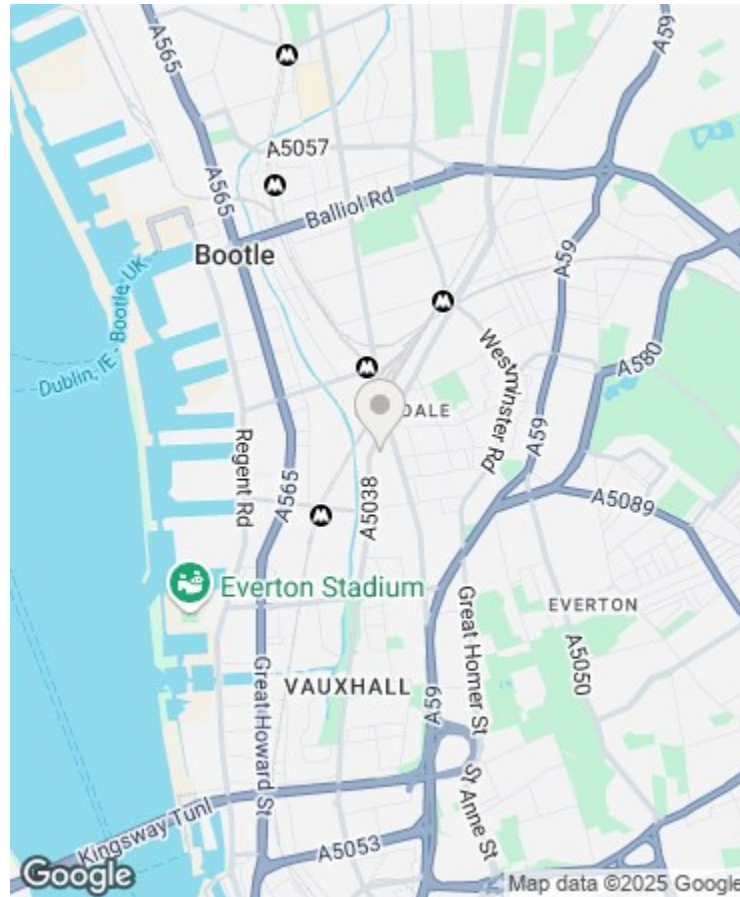 A565
A59
A5057
A565
Balliol Rd
Bootle
A59
Dublin, IE - Bootle, UK
Westminster Rd
A580
DALE
A59
Regent Rd
A565
A5038
A5089
Everton Stadium
EVERTON
Great Homer St
A5050
VAUXHALL
Great Howard St
A59
St Anne St
Kingsway Tunl
A5053
Google
Map data ©2025 Google